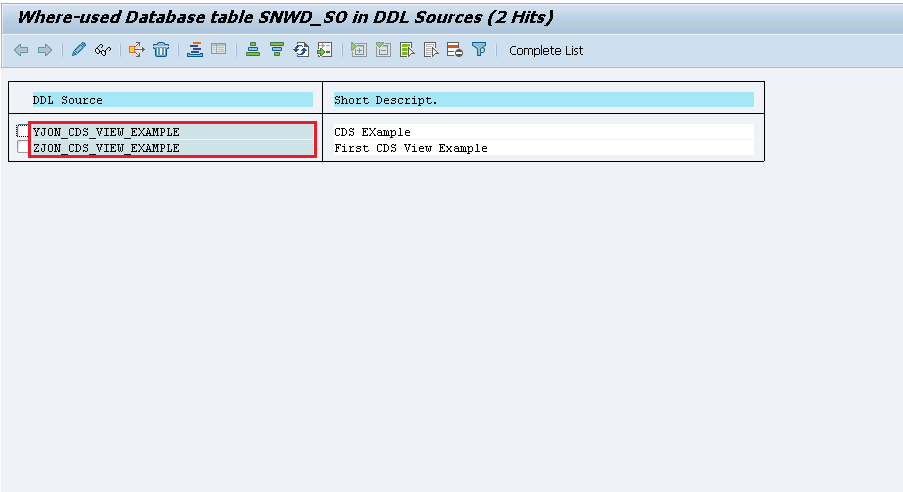 Where-used Database table SNWD_SO in DDL Sources (2 Hits)
Complete List
DDL Source Short Descript.
YJON_CDS_VIEW_EXAMPLE CDS EXample
ZJON_CDS_VIEW_EXAMPLE First CDS View Example